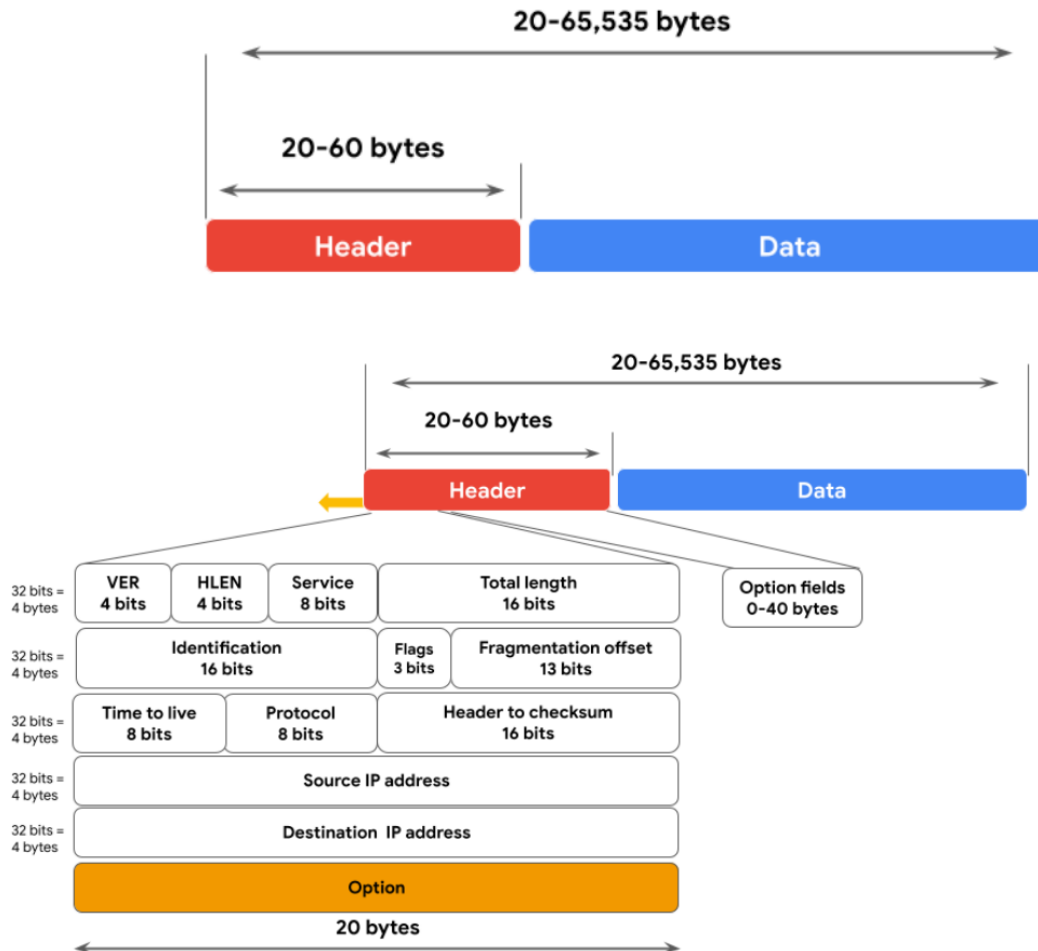 20-65,535 bytes
20-60 bytes
Header
Data
20-65,535 bytes
20-60 bytes
Header
Data
32 bits =
4 bytes
VER
4 bits
HLEN
4 bits
Service
8 bits
Total length
16 bits
Option fields
0-40 bytes
32 bits =
4 bytes
Identification
16 bits
Flags
3 bits
Fragmentation offset
13 bits
32 bits =
4 bytes
Time to live
8 bits
Protocol
8 bits
Header to checksum
16 bits
32 bits =
4 bytes
Source IP address
32 bits =
4 bytes
Destination IP address
Option
20 bytes